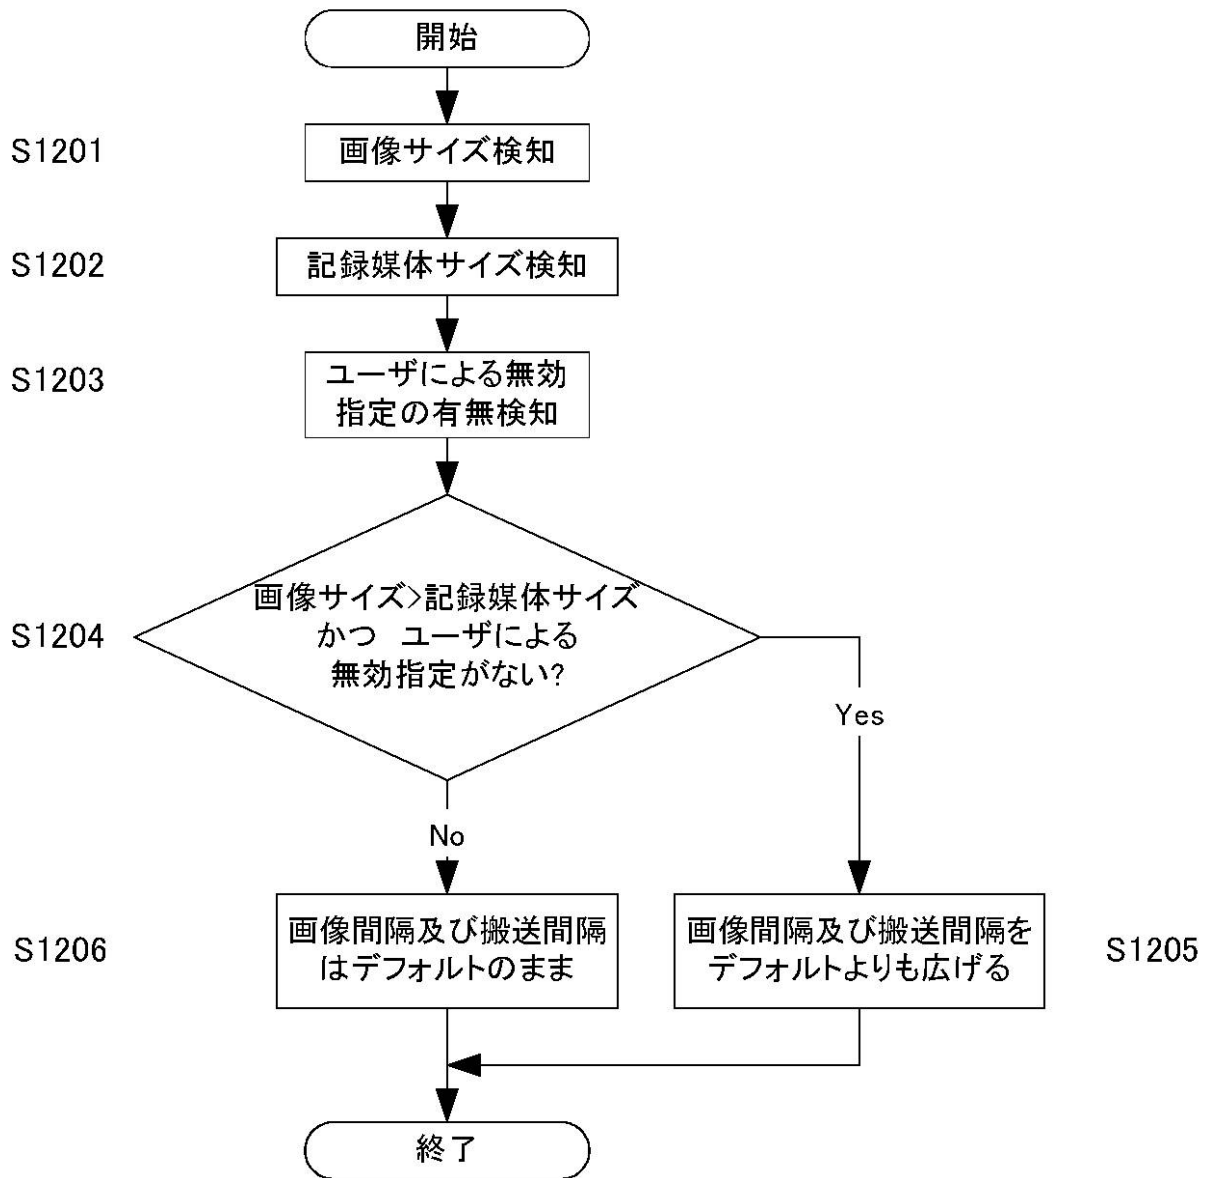 開始
S1201
画像サイズ検知
S1202
記録媒体サイズ検知
S1203
ユーザによる無効
指定の有無検知
S1204
画像サイズ>記録媒体サイズ
かつ ユーザによる
無効指定がない?
Yes
No
S1206
画像間隔及び搬送間隔
はデフォルトのまま
画像間隔及び搬送間隔を
デフォルトよりも広げる
S1205
終了